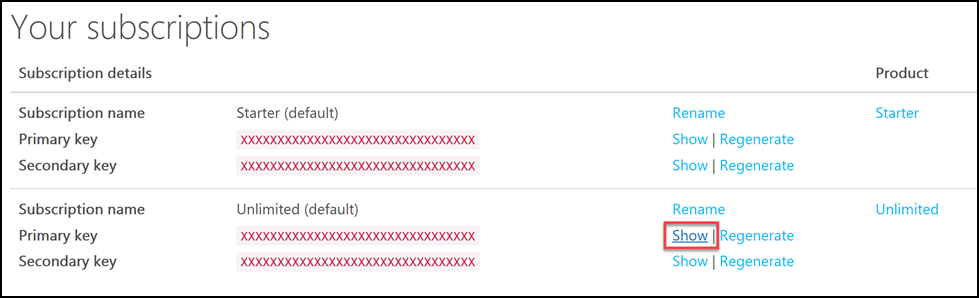 Your subscriptions
Subscription details Product
Subscription name Starter (default) Rename Starter
Primary key XXXXXXXXXXXXXXXXXXXXXXXXXXXXXXXX Show | Regenerate
Secondary key XXXXXXXXXXXXXXXXXXXXXXXXXXXXXXXX Show | Regenerate
Subscription name Unlimited (default) Rename Unlimited
Primary key XXXXXXXXXXXXXXXXXXXXXXXXXXXXXXXX Show | Regenerate
Secondary key XXXXXXXXXXXXXXXXXXXXXXXXXXXXXXXX Show | Regenerate